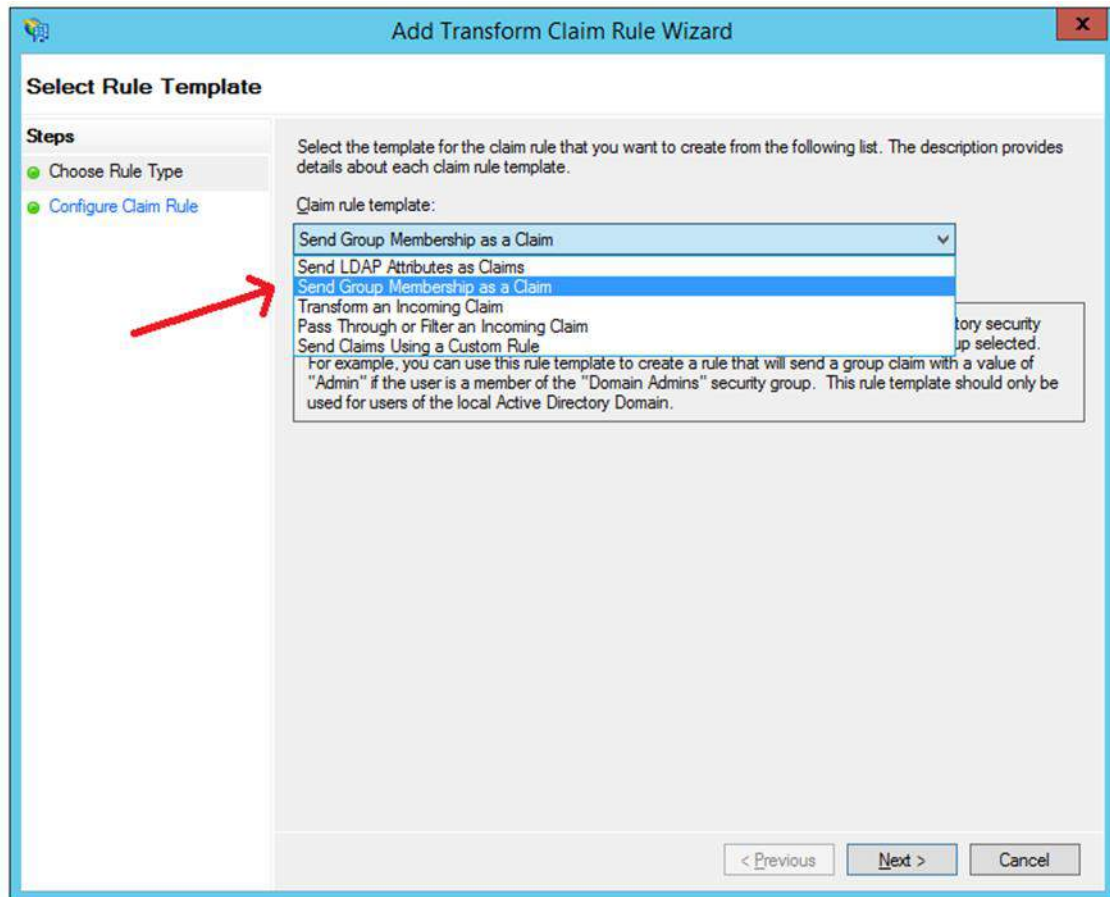 Add Transform Claim Rule Wizard
x
Select Rule Template
Steps
Choose Rule Type
Configure Claim Rule
Select the template for the claim rule that you want to create from the following list. The description provides
details about each claim rule template.
Claim rule template:
Send Group Membership as a Claim
Send LDAP Attributes as Claims
Send Group Membership as a Claim
Transform an Incoming Claim
Pass Through or Filter an Incoming Claim
Send Claims Using a Custom Rule
tory security
up selected.
For example, you can use this rule template to create a rule that will send a group claim with a value of
"Admin" if the user is a member of the "Domain Admins" security group. This rule template should only be
used for users of the local Active Directory Domain.
< Previous
Next >
Cancel